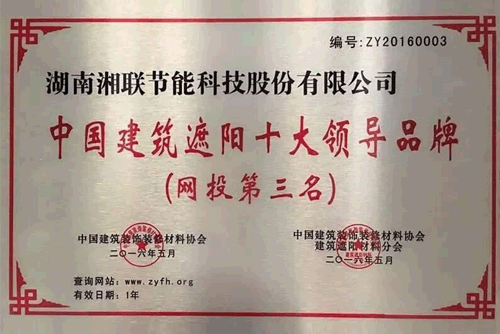 编号:ZY20160003
湖南湘联节能科技股份有限公司
中国建筑遮阳十大领导品牌
(网投第三名)
中国建筑装饰装修材料协会
二〇一六年五月
中国建筑装饰装修材料协会
建筑遮阳材料分会
二〇一六年五月
查询网站:www.zyfh.org
有效日期:1年